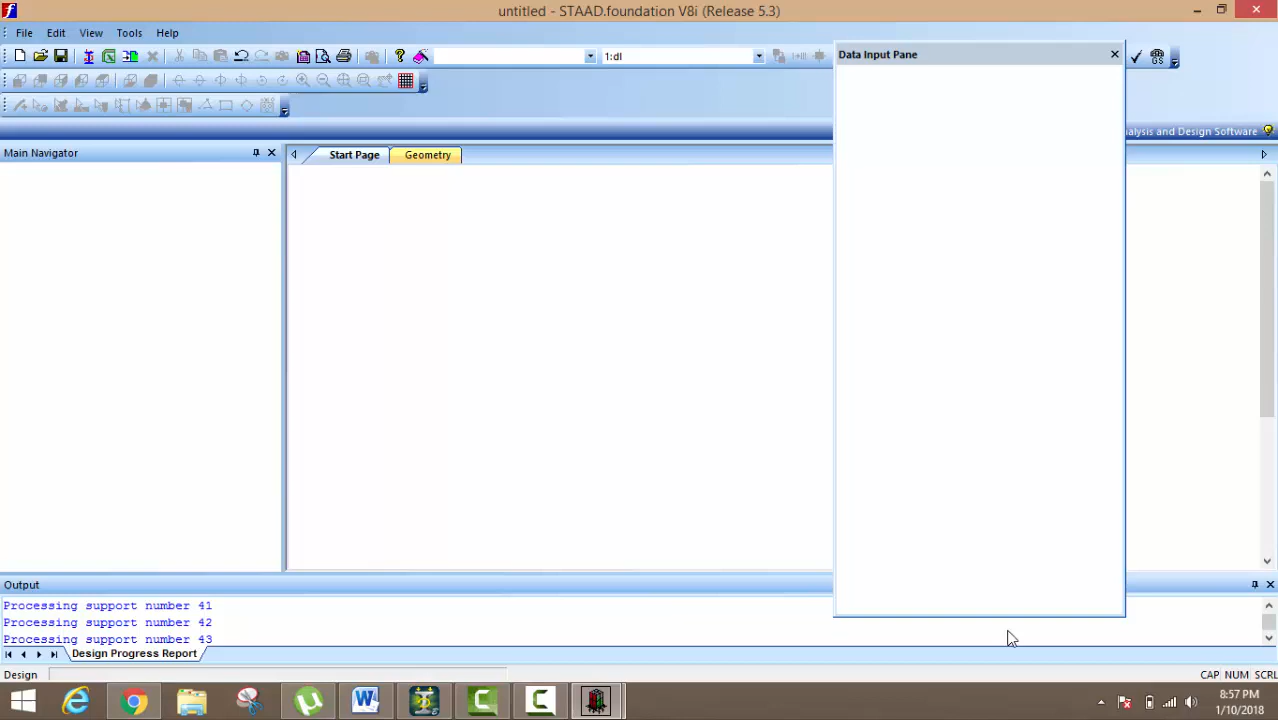 untitled - STAAD.foundation V8i (Release 5.3)
File Edit View Tools Help
1:dl
Data Input Pane
alysis and Design Software
Main Navigator
Start Page Geometry
Output
Processing support number 41
Processing support number 42
Processing support number 43
Design Progress Report
Design
CAP NUM SCRL
8:57 PM
1/10/2018